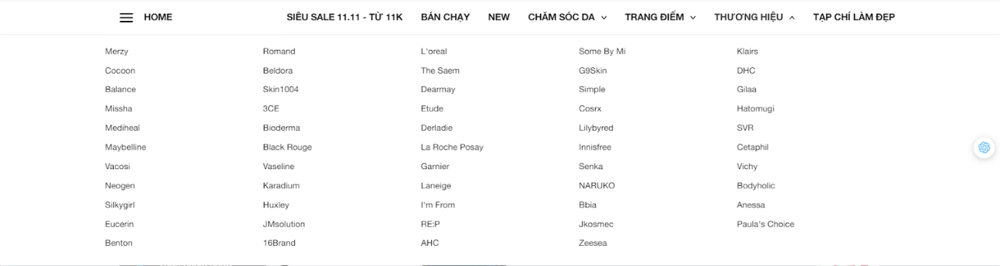 HOME SIÊU SALE 11.11 - TỪ 11K BÁN CHẠY NEW CHĂM SÓC DA TRANG ĐIỂM THƯƠNG HIỆU TẠP CHÍ LÀM ĐẸP
Merzy Romand L'oreal Some By Mi Klairs
Cocoon Beldora The Saem G9Skin DHC
Balance Skin1004 Dearmay Simple Gilaa
Missha 3CE Etude Cosrx Hatomugi
Mediheal Bioderma Derladie Lilybyred SVR
Maybelline Black Rouge La Roche Posay Innisfree Cetaphil
Vacosi Vaseline Garnier Senka Vichy
Neogen Karadium Laneige NARUKO Bodyholic
Silkygirl Huxley I'm From Bbia Anessa
Eucerin JMsolution RE:P Jkosmec Paula's Choice
Benton 16Brand AHC Zeesea